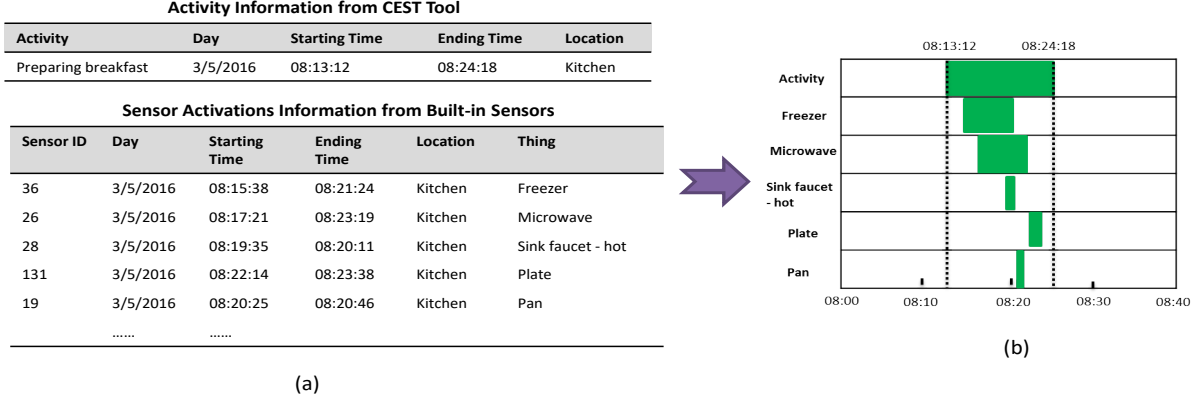 Activity Information from CEST Tool
Activity Day Starting Time Ending Time Location
Preparing breakfast 3/5/2016 08:13:12 08:24:18 Kitchen
Sensor Activations Information from Built-in Sensors
Sensor ID Day Starting Time Ending Time Location Thing
36 3/5/2016 08:15:38 08:21:24 Kitchen Freezer
26 3/5/2016 08:17:21 08:23:19 Kitchen Microwave
28 3/5/2016 08:19:35 08:20:11 Kitchen Sink faucet - hot
131 3/5/2016 08:22:14 08:23:38 Kitchen Plate
19 3/5/2016 08:20:25 08:20:46 Kitchen Pan
...... ......
(a)
08:13:12 08:24:18
Activity
Freezer
Microwave
Sink faucet
- hot
Plate
Pan
08:00 08:10 08:20 08:30 08:40
(b)